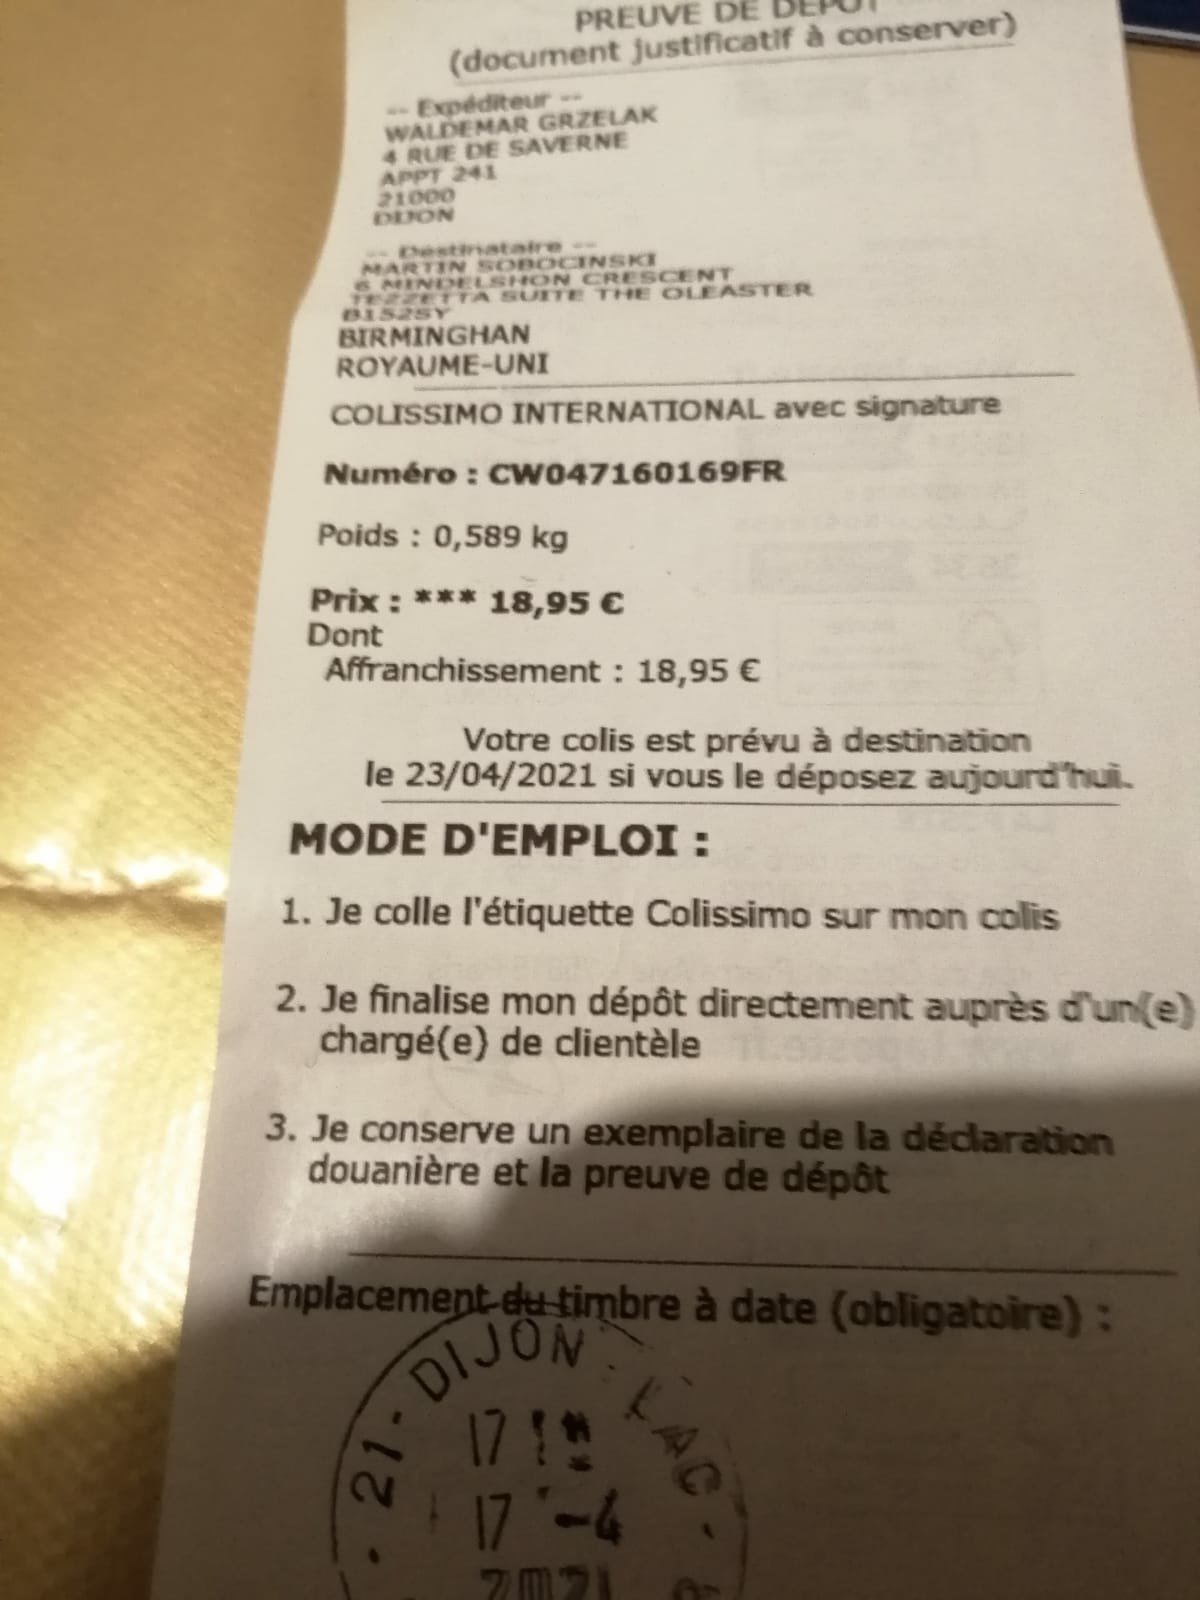 PREUVE DE DÉPÔT
(document justificatif à conserver)
-- Expéditeur --
WALDEMAR GRZELAK
4 RUE DE SAVERNE
APPT 241
21000
DIJON
-- Destinataire --
MARTIN SOBOCINSKI
6 MINDELSHON CRESCENT
TEZZETTA SUITE THE OLEASTER
B152SY
BIRMINGHAN
ROYAUME-UNI
COLISSIMO INTERNATIONAL avec signature
Numéro : CW047160169FR
Poids : 0,589 kg
Prix : *** 18,95 €
Dont
Affranchissement : 18,95 €
Votre colis est prévu à destination
le 23/04/2021 si vous le déposez aujourd'hui.
MODE D'EMPLOI :
1. Je colle l'étiquette Colissimo sur mon colis
2. Je finalise mon dépôt directement auprès d'un(e)
chargé(e) de clientèle
3. Je conserve un exemplaire de la déclaration
douanière et la preuve de dépôt
Emplacement du timbre à date (obligatoire) :
21 - DIJON LAC
17
17 -4
2021